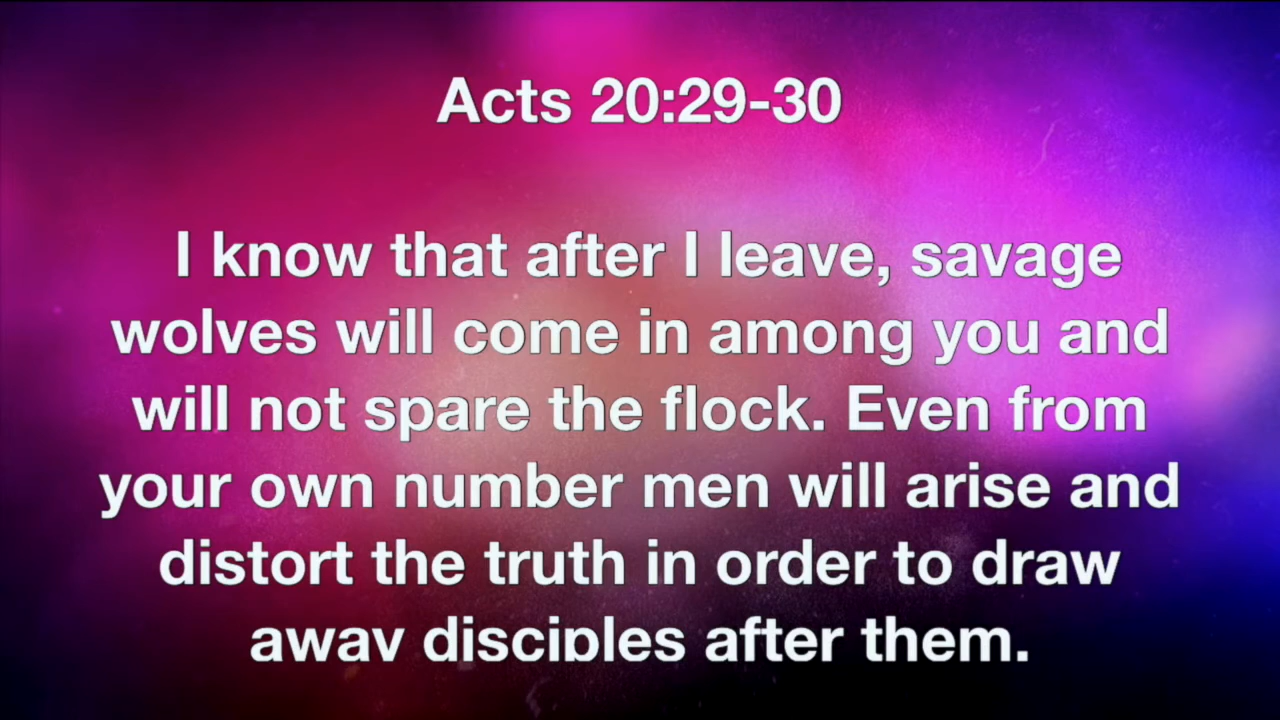 Acts 20:29-30
I know that after I leave, savage
wolves will come in among you and
will not spare the flock. Even from
your own number men will arise and
distort the truth in order to draw
away disciples after them.